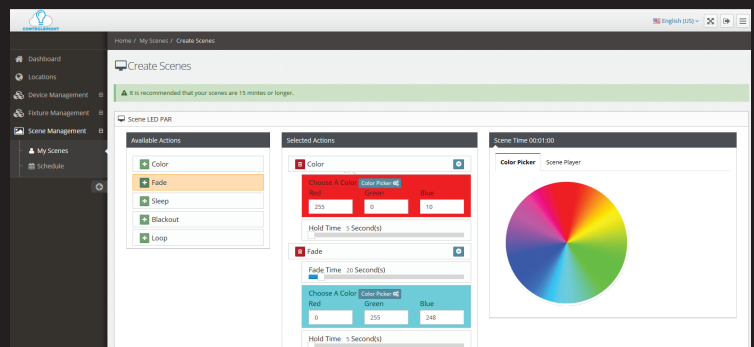 CONTROLEMENT
English (US)
Home / My Scenes / Create Scenes
Dashboard
Locations
Device Management
Fixture Management
Scene Management
My Scenes
Schedule
Create Scenes
It is recommended that your scenes are 15 mintes or longer.
Scene LED PAR
Available Actions
Color
Fade
Sleep
Blackout
Loop
Selected Actions
Color
Choose A Color Color Picker
Red Green Blue
255 0 10
Hold Time 5 Second(s)
Fade
Fade Time 20 Second(s)
Choose A Color Color Picker
Red Green Blue
0 255 248
Hold Time 5 Second(s)
Scene Time 00:01:00
Color Picker Scene Player